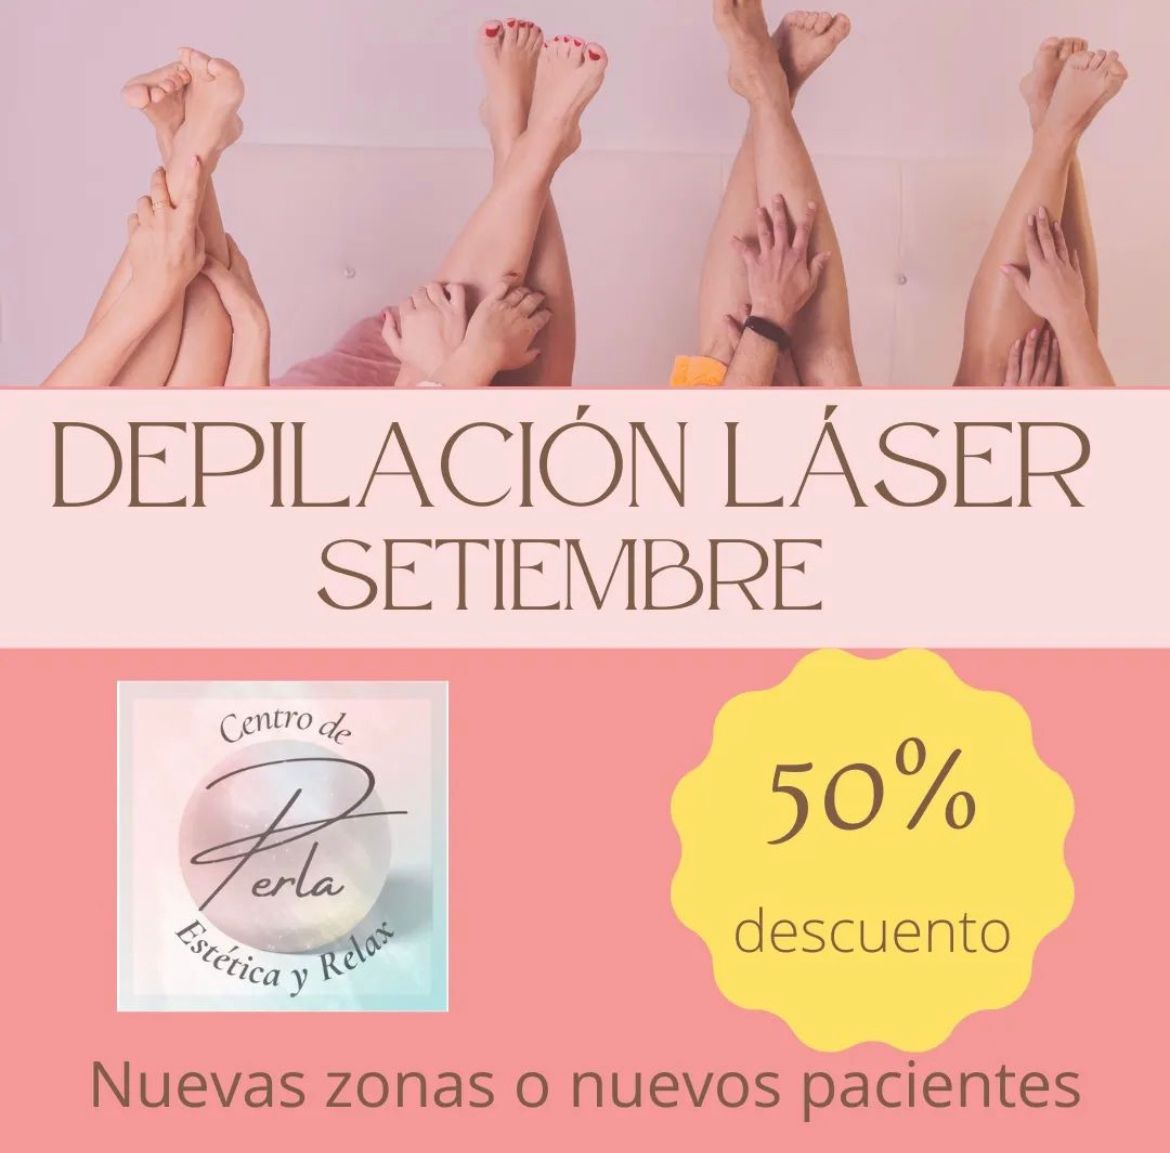 DEPILACIÓN LÁSER
SETIEMBRE
Centro de
Perla
Estética y Relax
50%
descuento
Nuevas zonas o nuevos pacientes